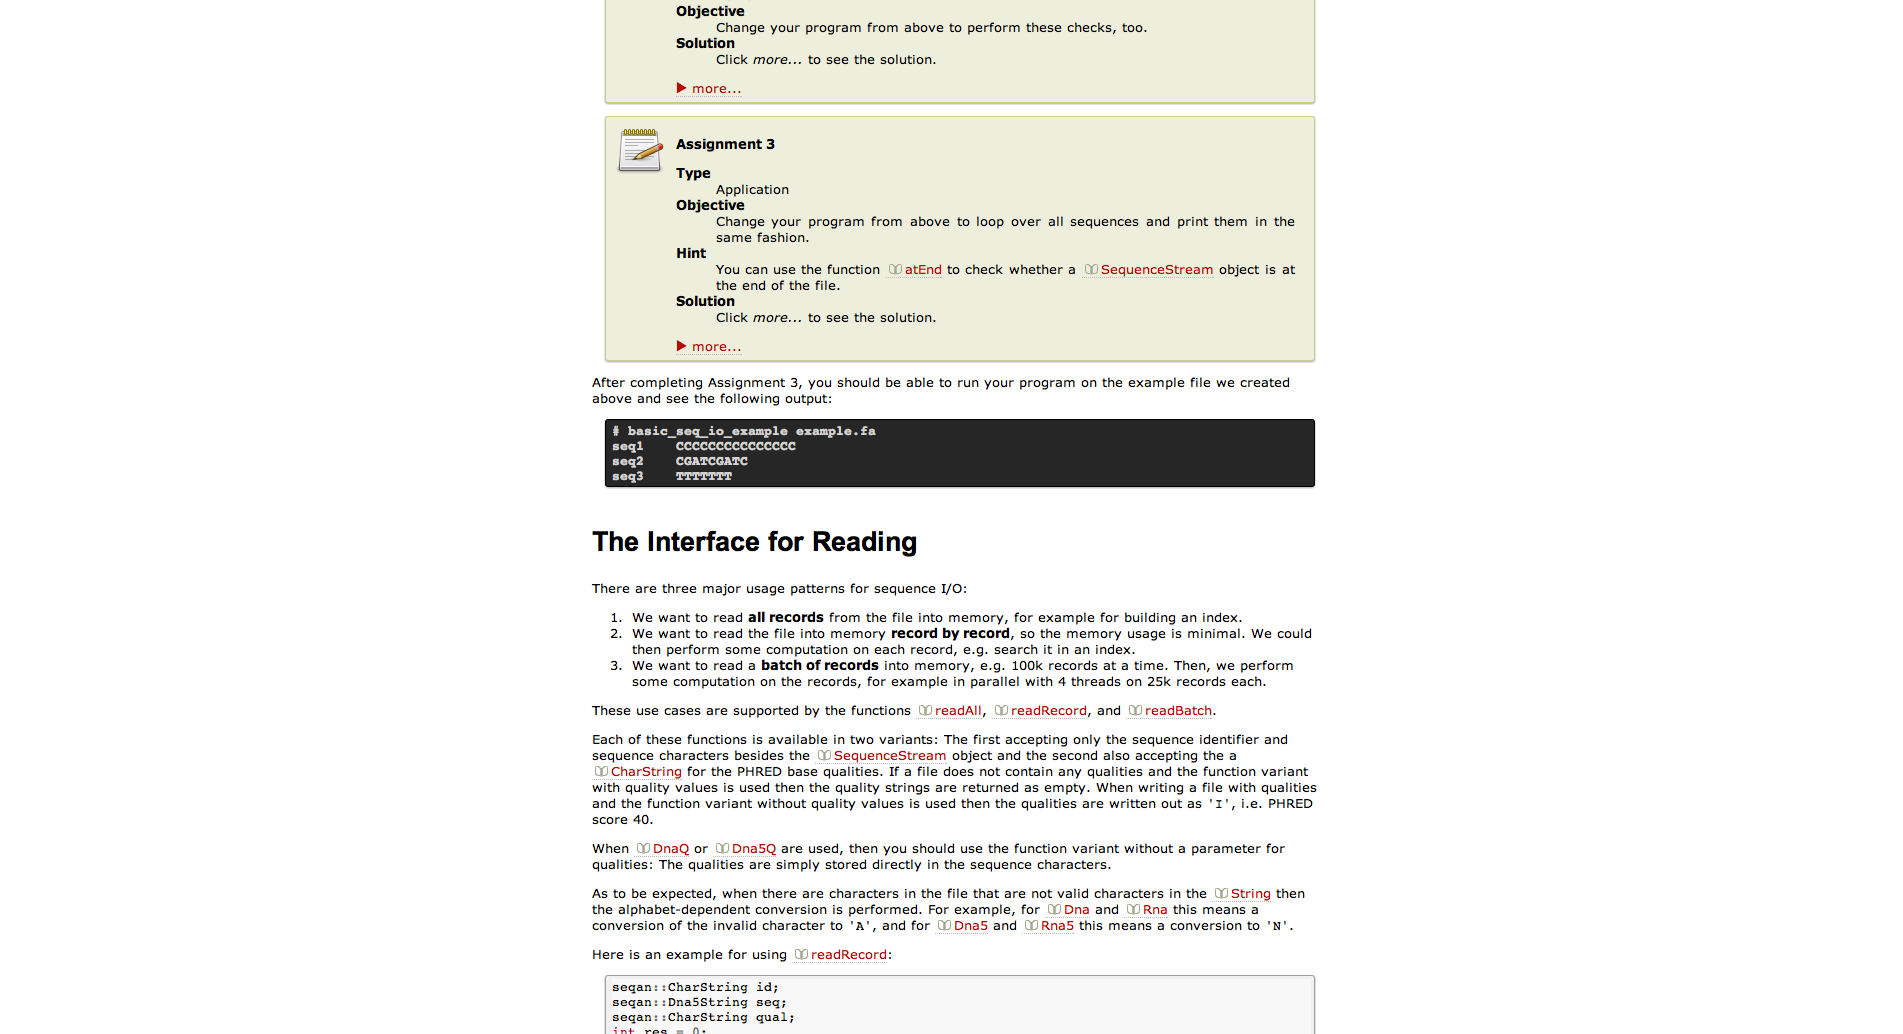 Objective
Change your program from above to perform these checks, too.
Solution
Click more... to see the solution.
more...
Assignment 3
Type
Application
Objective
Change your program from above to loop over all sequences and print them in the
same fashion.
Hint
You can use the function atEnd to check whether a SequenceStream object is at
the end of the file.
Solution
Click more... to see the solution.
more...
After completing Assignment 3, you should be able to run your program on the example file we created
above and see the following output:
# basic_seq_io_example example.fa
seq1    CCCCCCCCCCCCCCC
seq2    CGATCGATC
seq3    TTTTTTT
The Interface for Reading
There are three major usage patterns for sequence I/O:
1. We want to read all records from the file into memory, for example for building an index.
2. We want to read the file into memory record by record, so the memory usage is minimal. We could
then perform some computation on each record, e.g. search it in an index.
3. We want to read a batch of records into memory, e.g. 100k records at a time. Then, we perform
some computation on the records, for example in parallel with 4 threads on 25k records each.
These use cases are supported by the functions readAll, readRecord, and readBatch.
Each of these functions is available in two variants: The first accepting only the sequence identifier and
sequence characters besides the SequenceStream object and the second also accepting the a
CharString for the PHRED base qualities. If a file does not contain any qualities and the function variant
with quality values is used then the quality strings are returned as empty. When writing a file with qualities
and the function variant without quality values is used then the qualities are written out as 'I', i.e. PHRED
score 40.
When DnaQ or Dna5Q are used, then you should use the function variant without a parameter for
qualities: The qualities are simply stored directly in the sequence characters.
As to be expected, when there are characters in the file that are not valid characters in the String then
the alphabet-dependent conversion is performed. For example, for Dna and Rna this means a
conversion of the invalid character to 'A', and for Dna5 and Rna5 this means a conversion to 'N'.
Here is an example for using readRecord:
seqan::CharString id;
seqan::Dna5String seq;
seqan::CharString qual;
int res = 0;